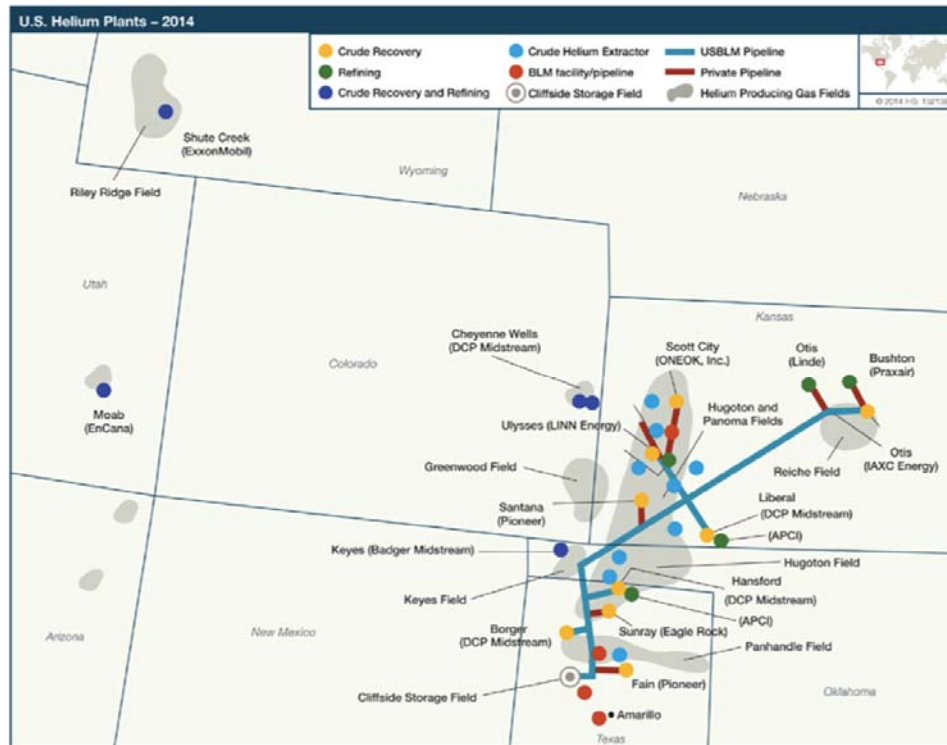 U.S. Helium Plants – 2014
Crude Recovery
Refining
Crude Recovery and Refining
Crude Helium Extractor
BLM facility/pipeline
Cliffside Storage Field
USBLM Pipeline
Private Pipeline
Helium Producing Gas Fields
© 2014 IHS:
Shute Creek
(ExxonMobil)
Riley Ridge Field
Wyoming
Nebraska
Utah
Colorado
Kansas
Cheyenne Wells
(DCP Midstream)
Scott City
(ONEOK, Inc.)
Otis
(Linde)
Bushton
(Praxair)
Moab
(EnCana)
Ulysses (LINN Energy)
Hugoton and
Panoma Fields
Greenwood Field
Reiche Field
Otis
(IAXC Energy)
Santana
(Pioneer)
Liberal
(DCP Midstream)
(APCI)
Keyes (Badger Midstream)
Hugoton Field
Keyes Field
Hansford
(DCP Midstream)
(APCI)
Arizona
New Mexico
Borger
(DCP Midstream)
Sunray (Eagle Rock)
Panhandle Field
Cliffside Storage Field
Fain (Pioneer)
Oklahoma
Amarillo
Texas